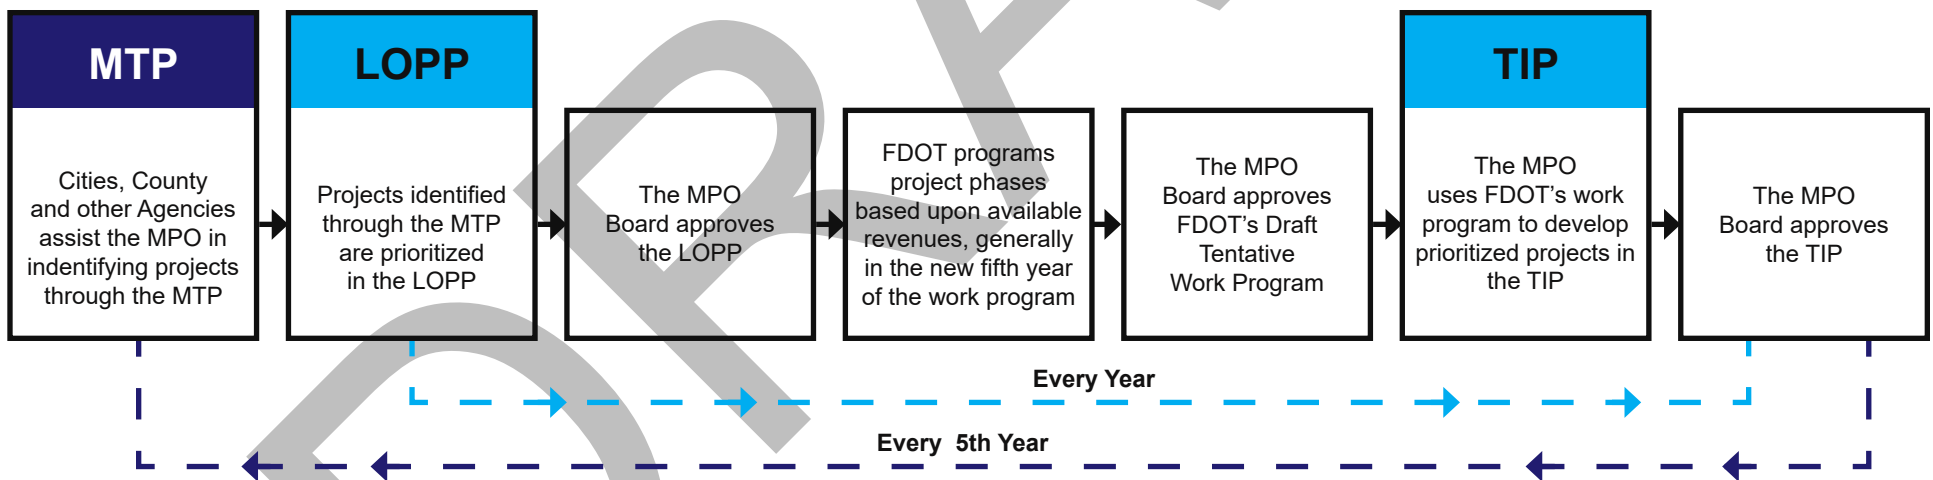 MTP
Cities, County
and other Agencies
assist the MPO in
indentifying projects
through the MTP
LOPP
Projects identified
through the MTP
are prioritized
in the LOPP
The MPO
Board approves
the LOPP
FDOT programs
project phases
based upon available
revenues, generally
in the new fifth year
of the work program
The MPO
Board approves
FDOT's Draft
Tentative
Work Program
TIP
The MPO
uses FDOT's work
program to develop
prioritized projects in
the TIP
The MPO
Board approves
the TIP
Every Year
Every 5th Year
DRA